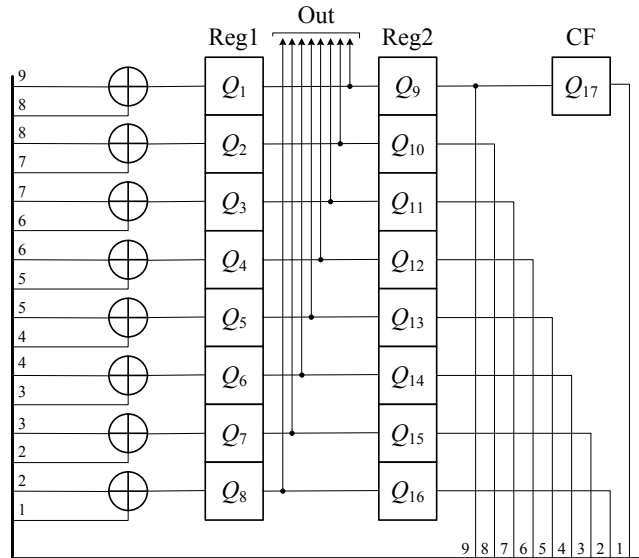 Out
Reg1 Reg2 CF
9 Q1 Q9 Q17
8
8 Q2 Q10
7
7 Q3 Q11
6
6 Q4 Q12
5
5 Q5 Q13
4
4 Q6 Q14
3
3 Q7 Q15
2
2 Q8 Q16
1
9 8 7 6 5 4 3 2 1